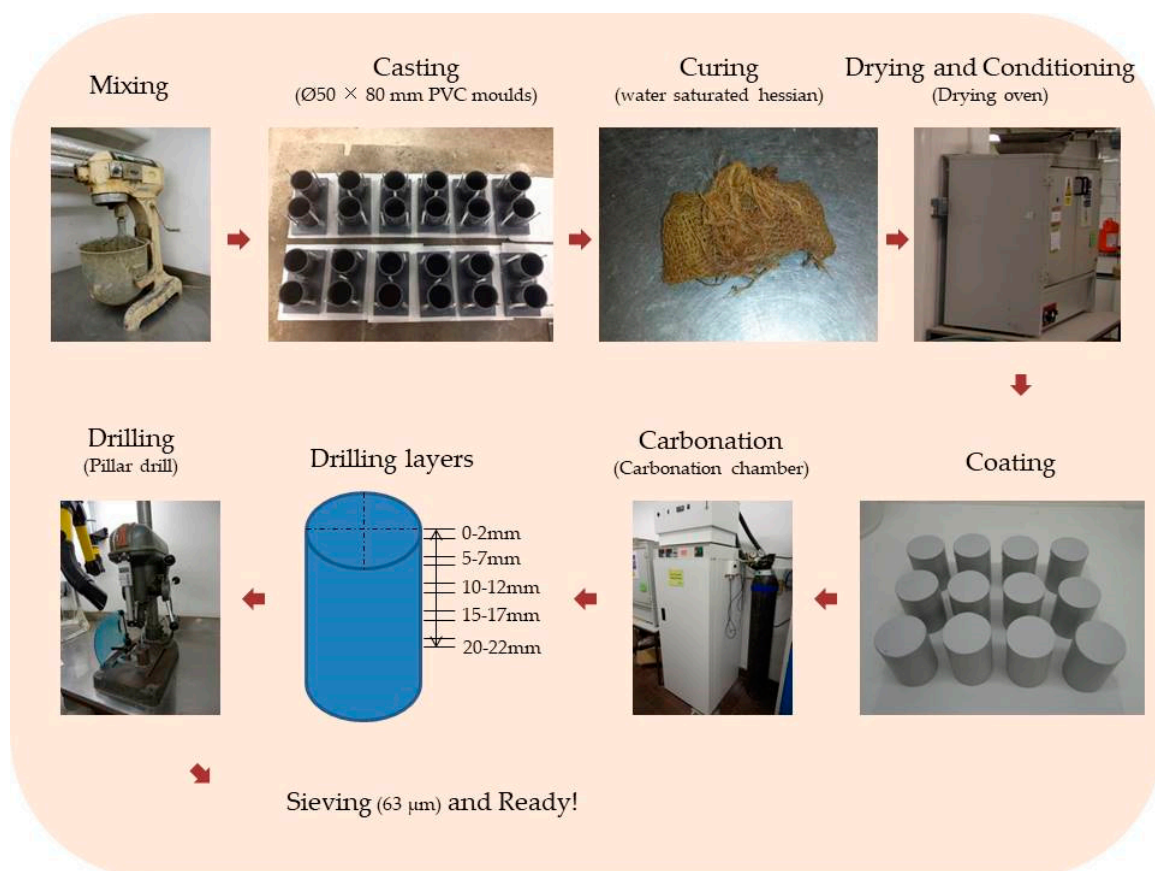 Mixing
Casting
(Ø50 × 80 mm PVC moulds)
Curing
(water saturated hessian)
Drying and Conditioning
(Drying oven)
Drilling
(Pillar drill)
Drilling layers
0-2mm
5-7mm
10-12mm
15-17mm
20-22mm
Carbonation
(Carbonation chamber)
Coating
Sieving (63 μm) and Ready!